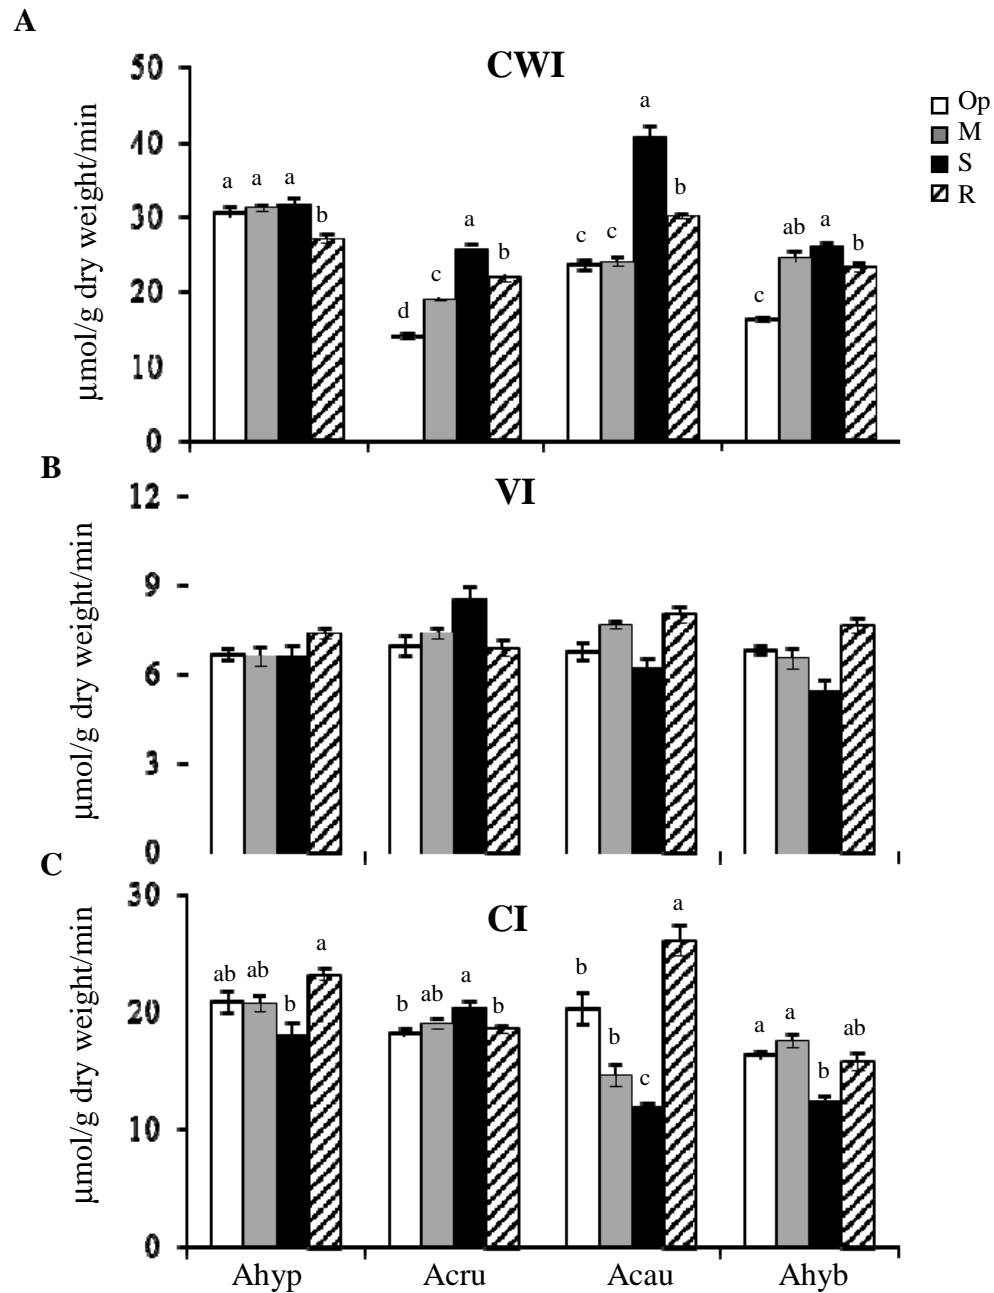 A
CWI
µmol/g dry weight/min
50
40
30
20
10
0
a a a b
d c a b
c c a b
c ab a b
Op
M
S
R
B
VI
µmol/g dry weight/min
12
9
6
3
0
C
CI
µmol/g dry weight/min
30
20
10
0
ab ab b a
b ab a b
b b c a
a a b ab
Ahyp Acru Acau Ahyb